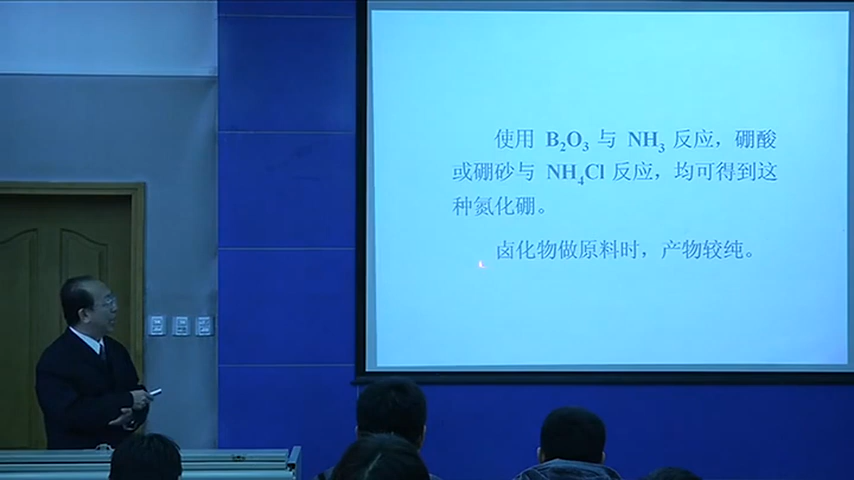 使用 B₂O₃ 与 NH₃ 反应，硼酸
或硼砂与 NH₄Cl 反应，均可得到这
种氮化硼。
卤化物做原料时，产物较纯。